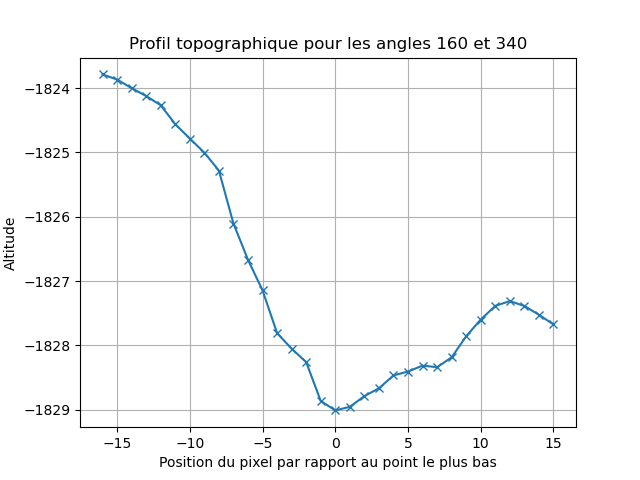 Profil topographique pour les angles 160 et 340
Altitude
−1824
−1825
−1826
−1827
−1828
−1829
−15 −10 −5 0 5 10 15
Position du pixel par rapport au point le plus bas